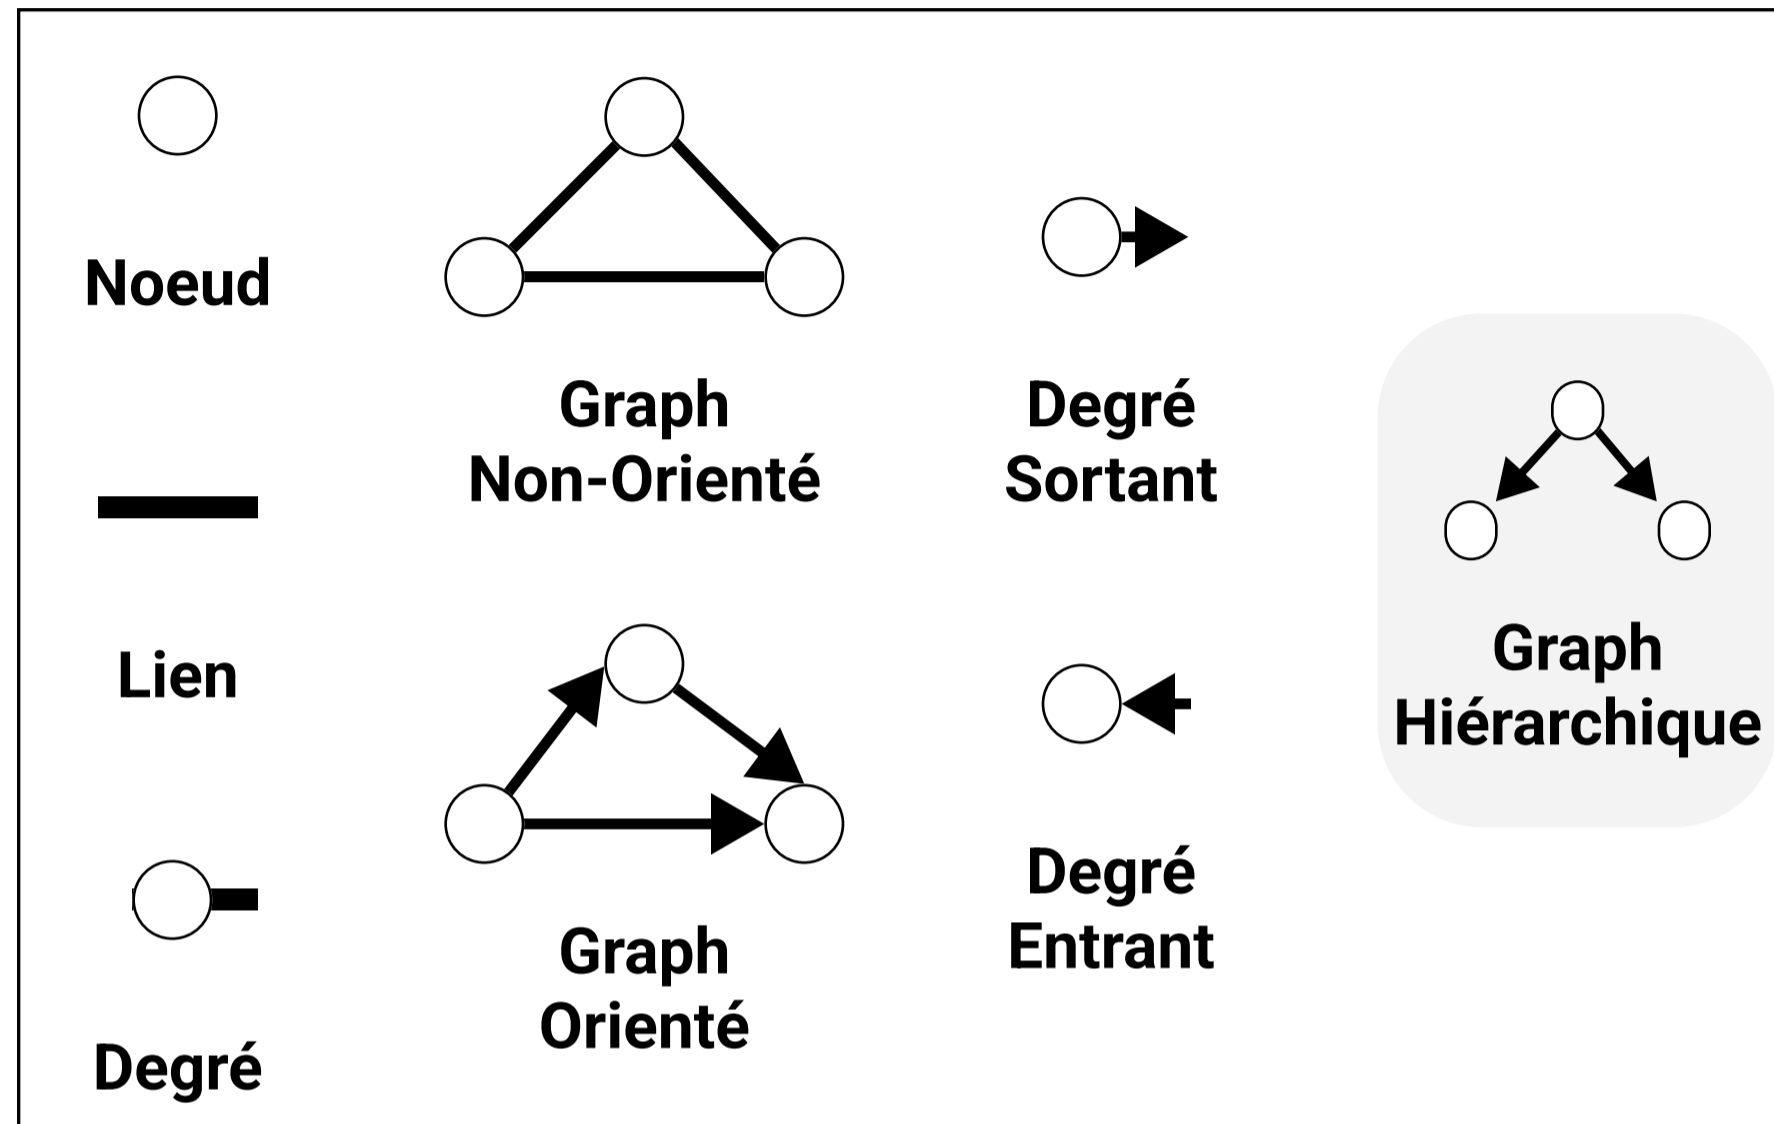 Noeud
Lien
Degré
Graph
Non-Orienté
Graph
Orienté
Degré
Sortant
Degré
Entrant
Graph
Hiérarchique